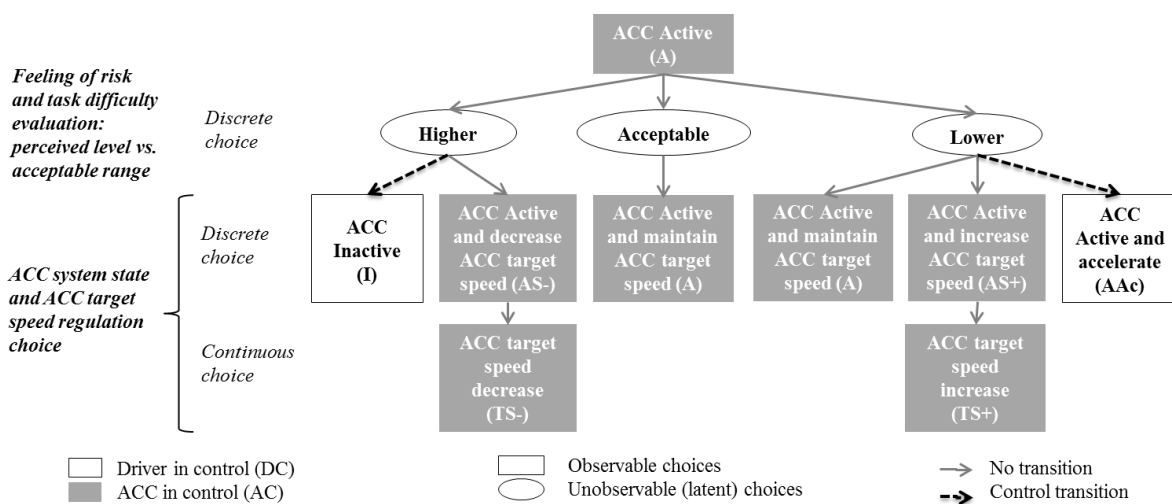 ACC Active
(A)
Feeling of risk
and task difficulty
evaluation:
perceived level vs.
acceptable range
Discrete
choice
Higher
Acceptable
Lower
ACC system state
and ACC target
speed regulation
choice
Discrete
choice
ACC
Inactive
(I)
ACC Active
and decrease
ACC target
speed (AS-)
ACC Active
and maintain
ACC target
speed (A)
ACC Active
and maintain
ACC target
speed (A)
ACC Active
and increase
ACC target
speed (AS+)
ACC
Active and
accelerate
(AAc)
Continuous
choice
ACC target
speed
decrease
(TS-)
ACC target
speed
increase
(TS+)
Driver in control (DC)
ACC in control (AC)
Observable choices
Unobservable (latent) choices
No transition
Control transition